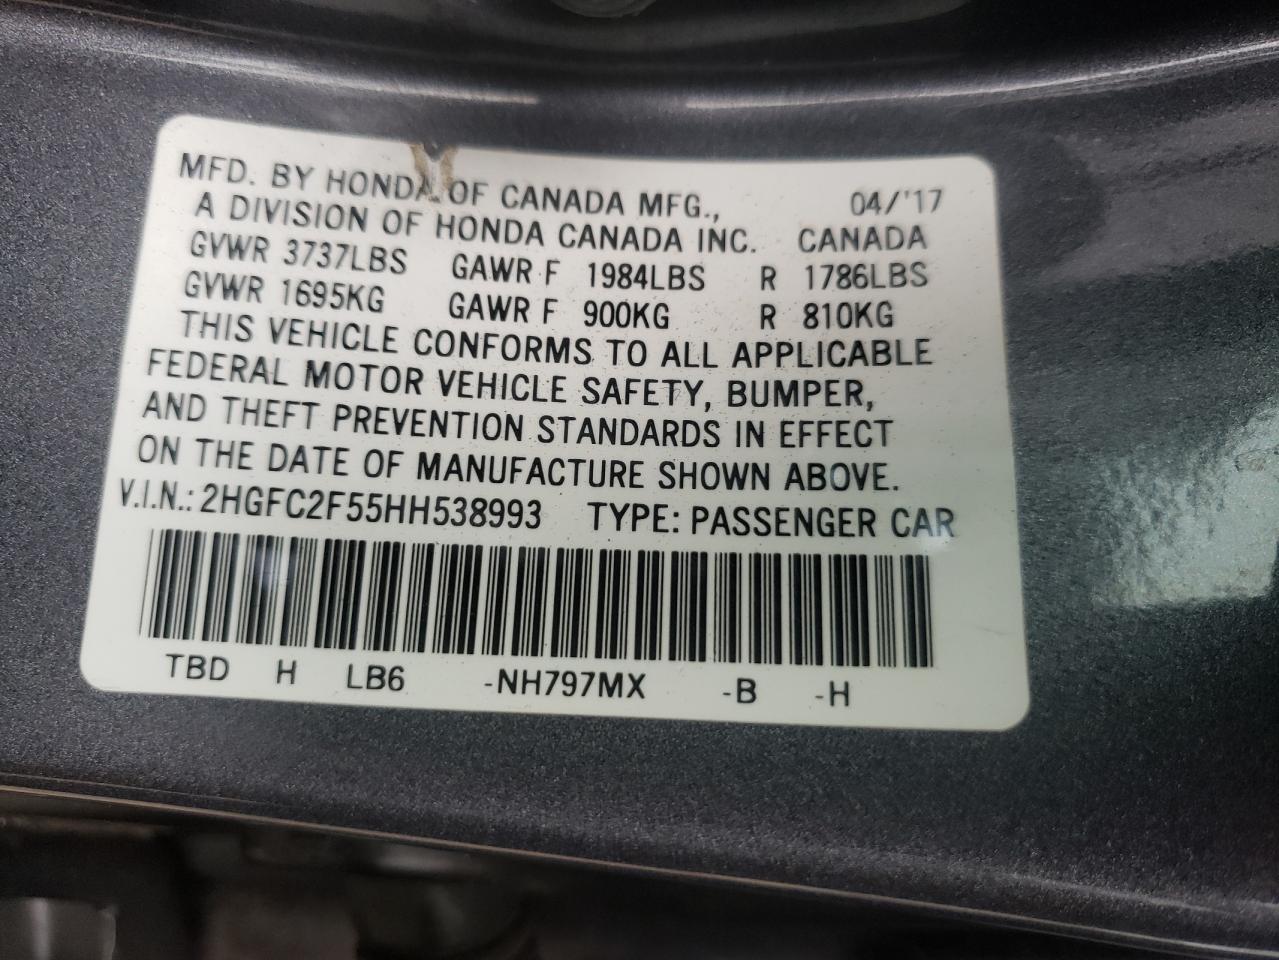 MFD. BY HONDA OF CANADA MFG., 04/'17
A DIVISION OF HONDA CANADA INC. CANADA
GVWR 3737LBS GAWR F 1984LBS R 1786LBS
GVWR 1695KG GAWR F 900KG R 810KG
THIS VEHICLE CONFORMS TO ALL APPLICABLE
FEDERAL MOTOR VEHICLE SAFETY, BUMPER,
AND THEFT PREVENTION STANDARDS IN EFFECT
ON THE DATE OF MANUFACTURE SHOWN ABOVE.
V.I.N.: 2HGFC2F55HH538993 TYPE: PASSENGER CAR
TBD H LB6 -NH797MX -B -H